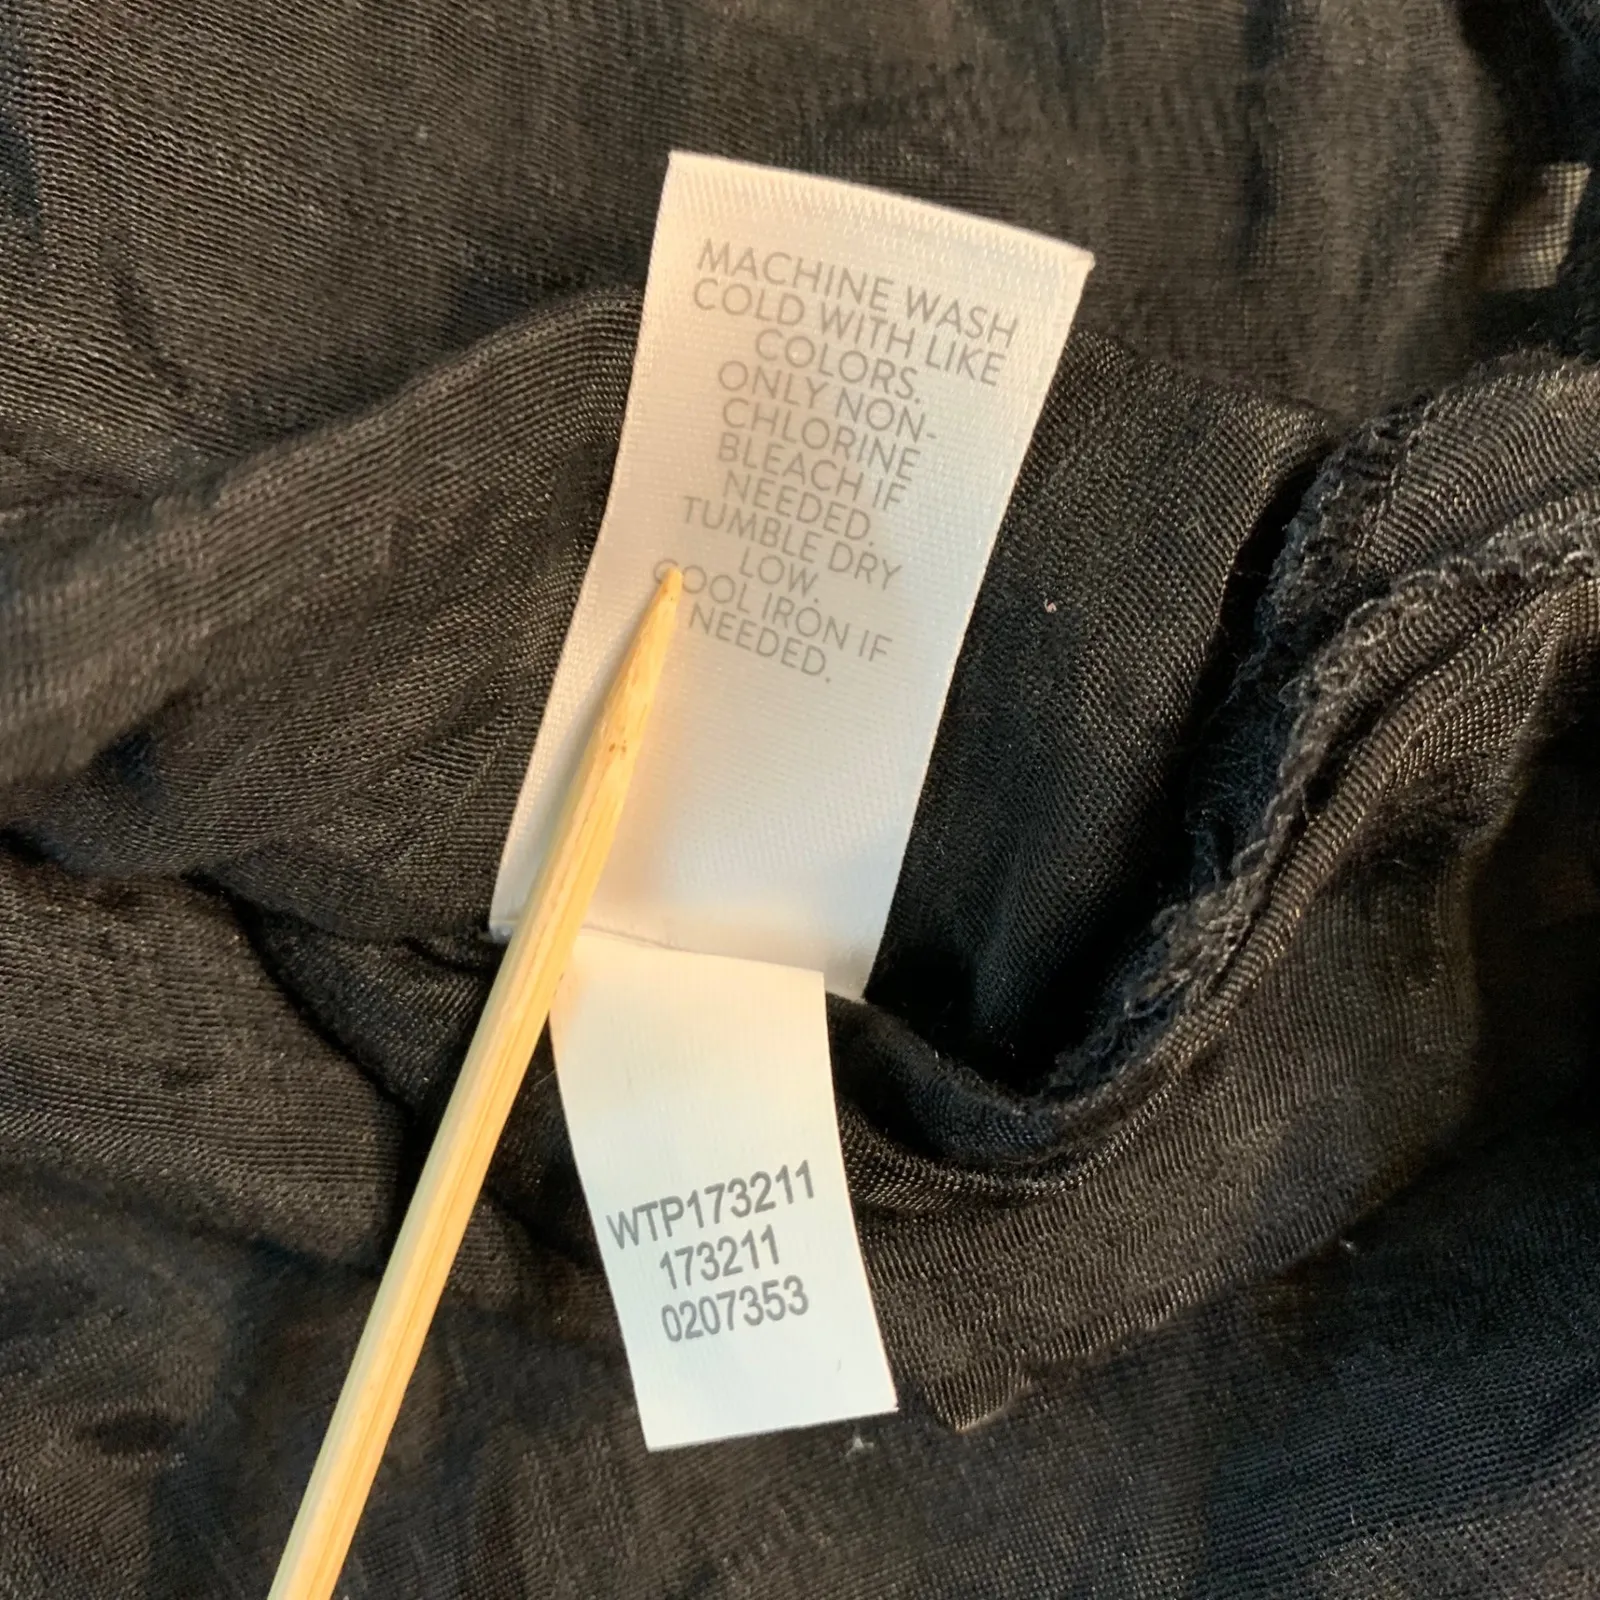 MACHINE WASH
COLD WITH LIKE
COLORS.
ONLY NON-
CHLORINE
BLEACH IF
NEEDED.
TUMBLE DRY
LOW.
COOL IRON IF
NEEDED.
WTP173211
173211
0207353